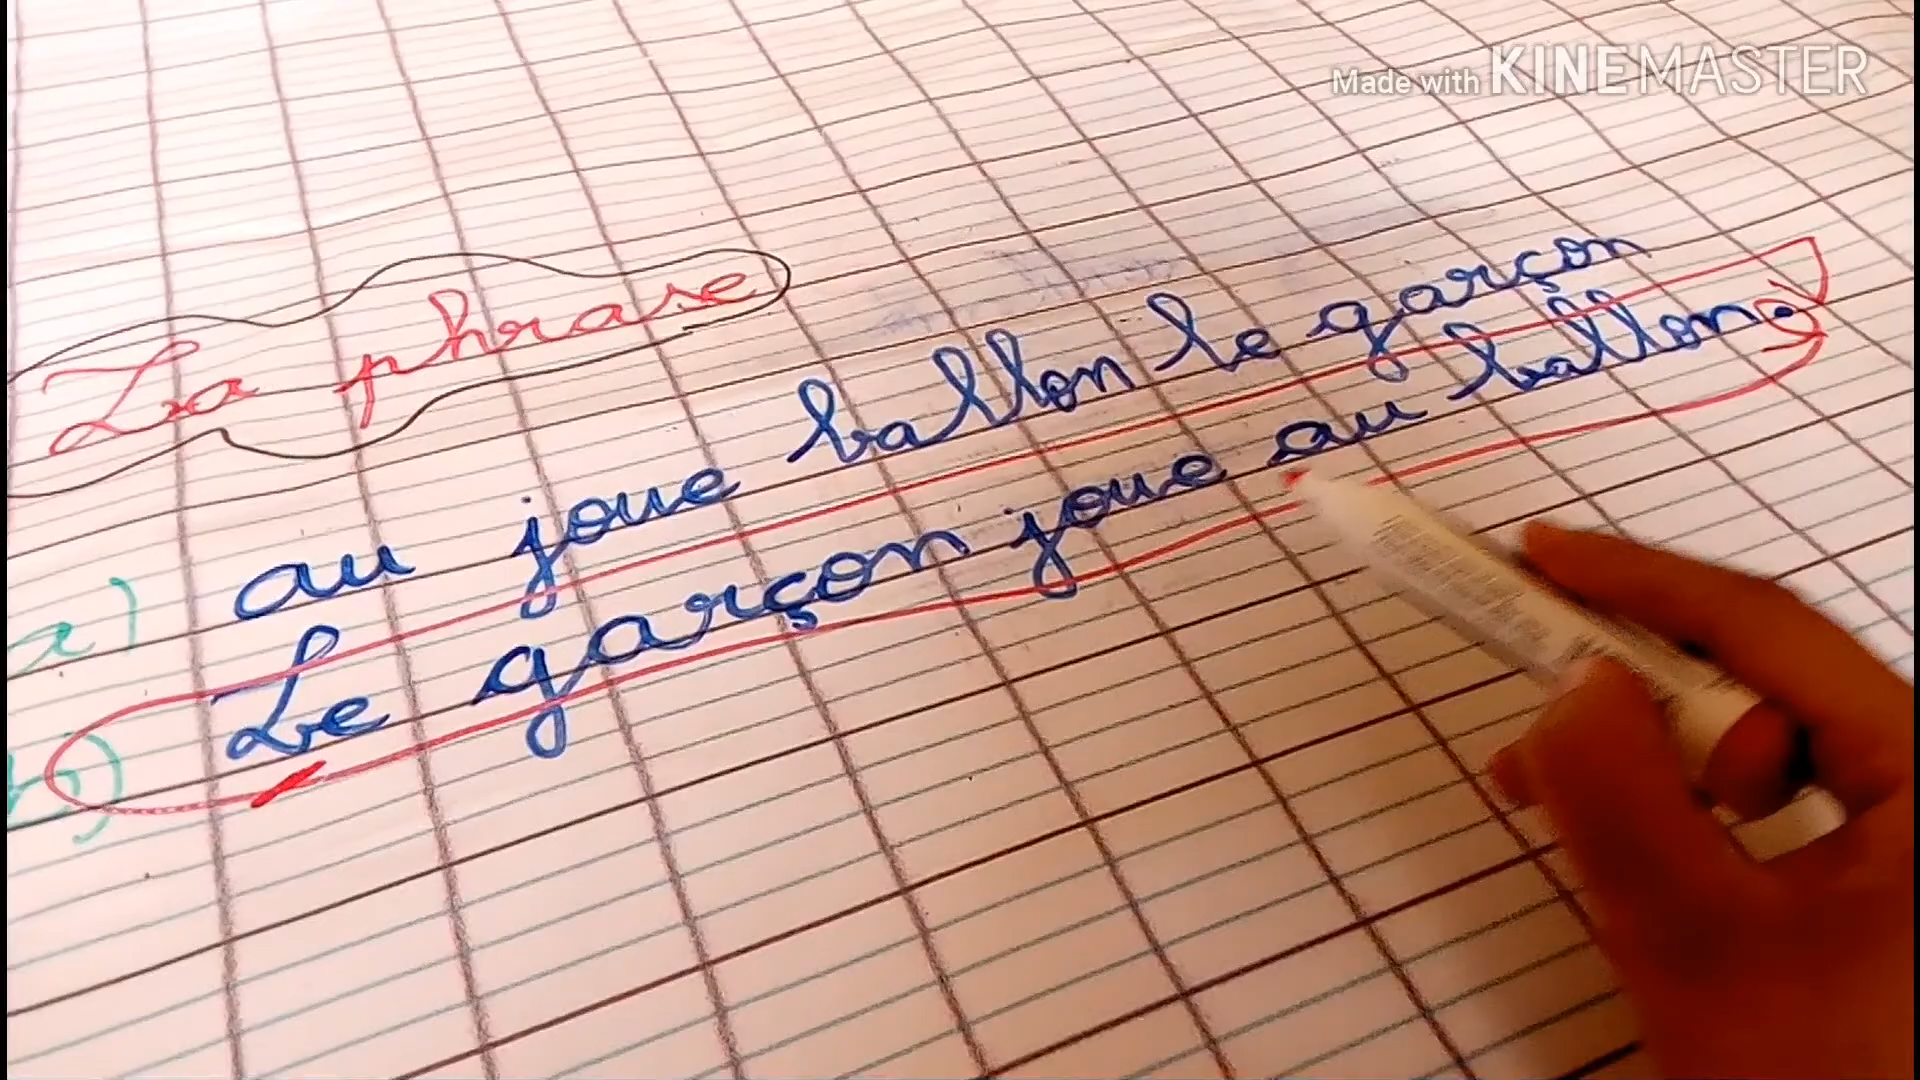 Made with KINEMASTER
La phrase
a) au joue ballon le garçon
b) Le garçon joue au ballon.